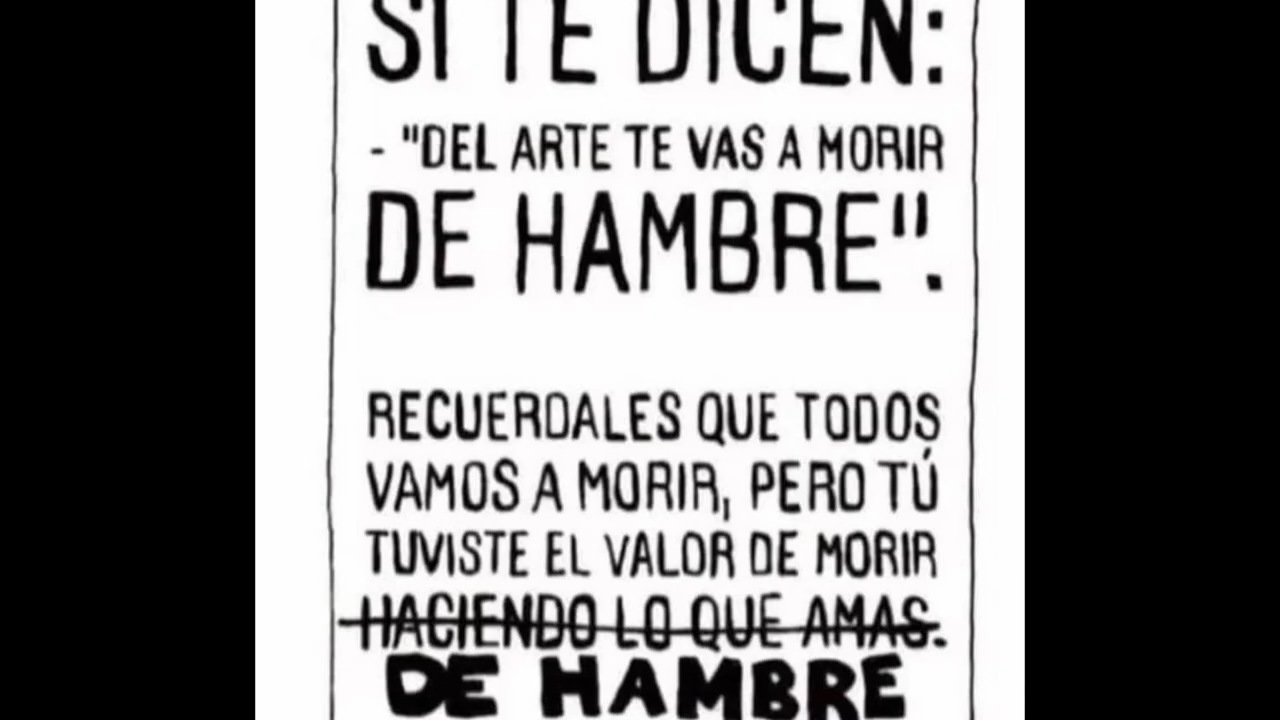 SI TE DICEN:
- "DEL ARTE TE VAS A MORIR
DE HAMBRE".
RECUERDALES QUE TODOS
VAMOS A MORIR, PERO TÚ
TUVISTE EL VALOR DE MORIR
HACIENDO LO QUE AMAS.
DE HAMBRE